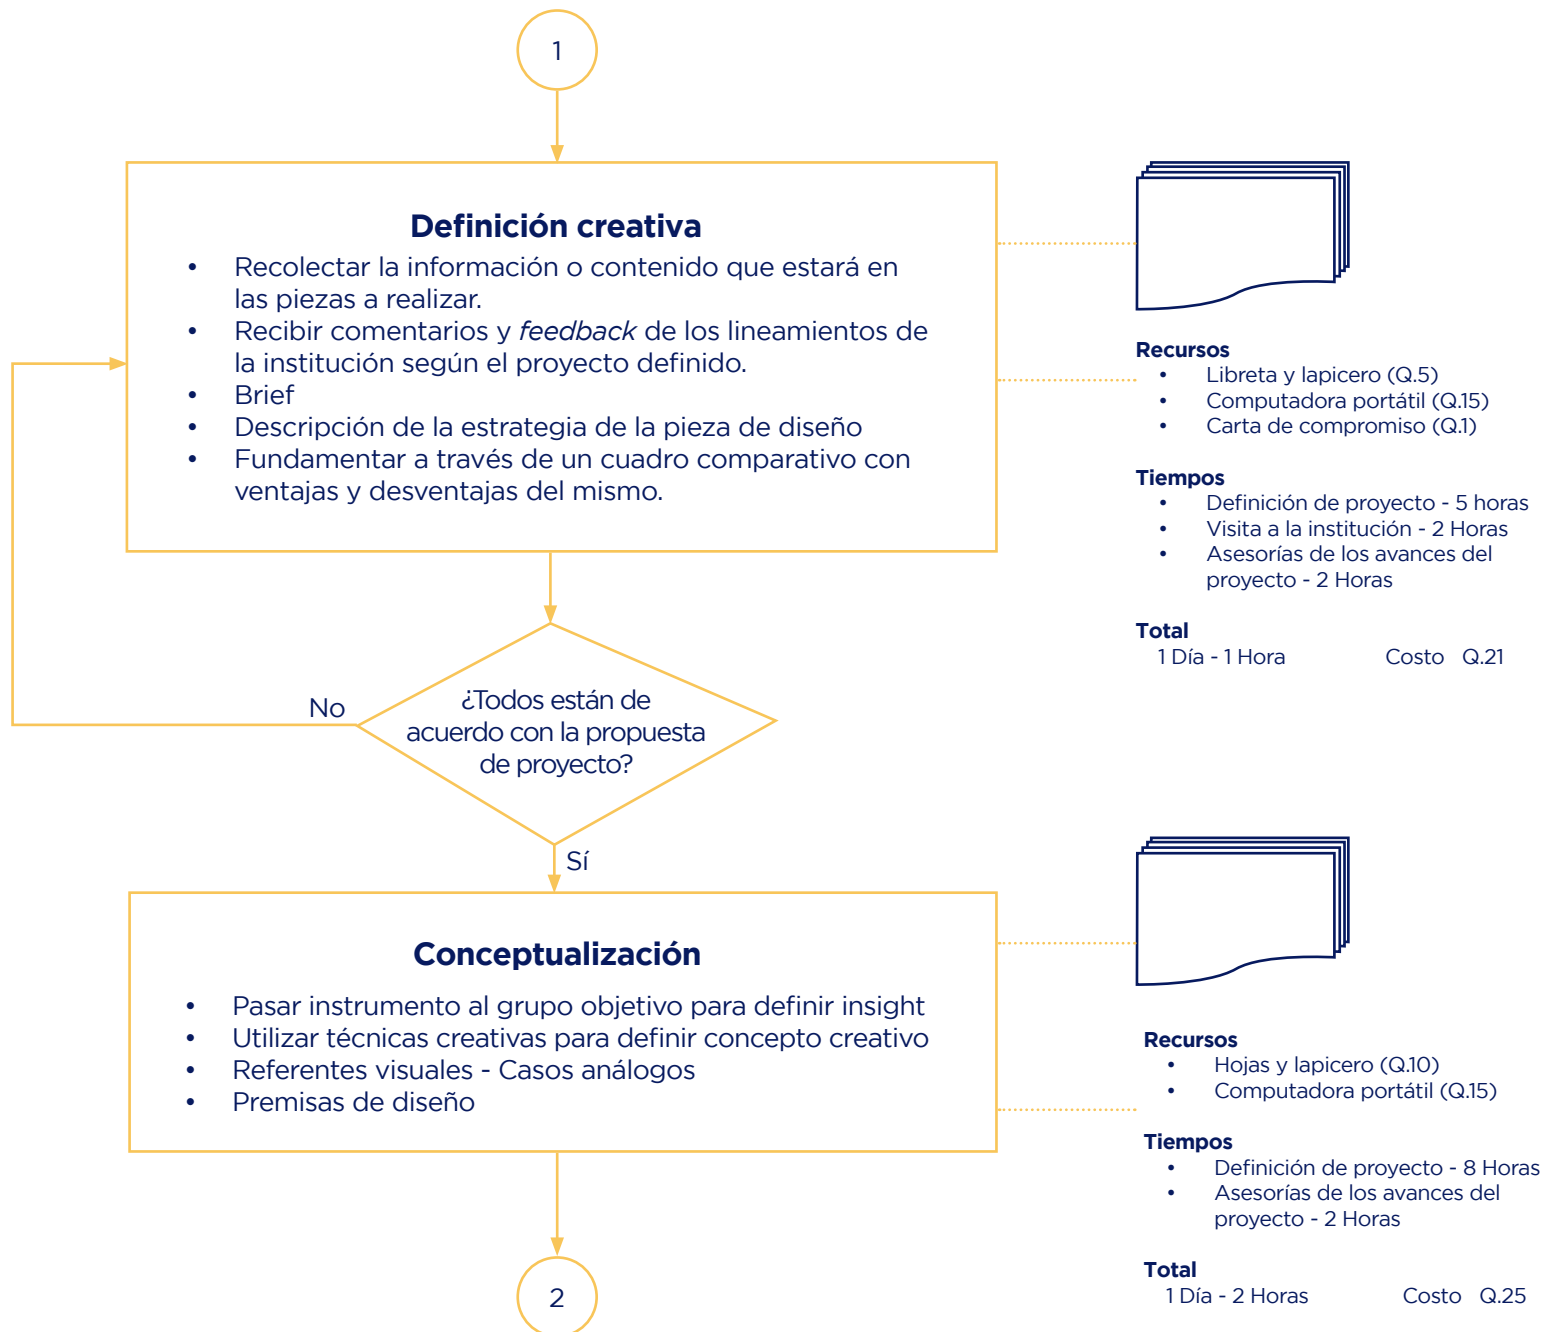 1
Definición creativa
• Recolectar la información o contenido que estará en
las piezas a realizar.
• Recibir comentarios y feedback de los lineamientos de
la institución según el proyecto definido.
• Brief
• Descripción de la estrategia de la pieza de diseño
• Fundamentar a través de un cuadro comparativo con
ventajas y desventajas del mismo.
Recursos
• Libreta y lapicero (Q.5)
• Computadora portátil (Q.15)
• Carta de compromiso (Q.1)
Tiempos
• Definición de proyecto - 5 horas
• Visita a la institución - 2 Horas
• Asesorías de los avances del
proyecto - 2 Horas
Total
1 Día - 1 Hora Costo Q.21
No
¿Todos están de
acuerdo con la propuesta
de proyecto?
Sí
Conceptualización
• Pasar instrumento al grupo objetivo para definir insight
• Utilizar técnicas creativas para definir concepto creativo
• Referentes visuales - Casos análogos
• Premisas de diseño
Recursos
• Hojas y lapicero (Q.10)
• Computadora portátil (Q.15)
Tiempos
• Definición de proyecto - 8 Horas
• Asesorías de los avances del
proyecto - 2 Horas
Total
1 Día - 2 Horas Costo Q.25
2